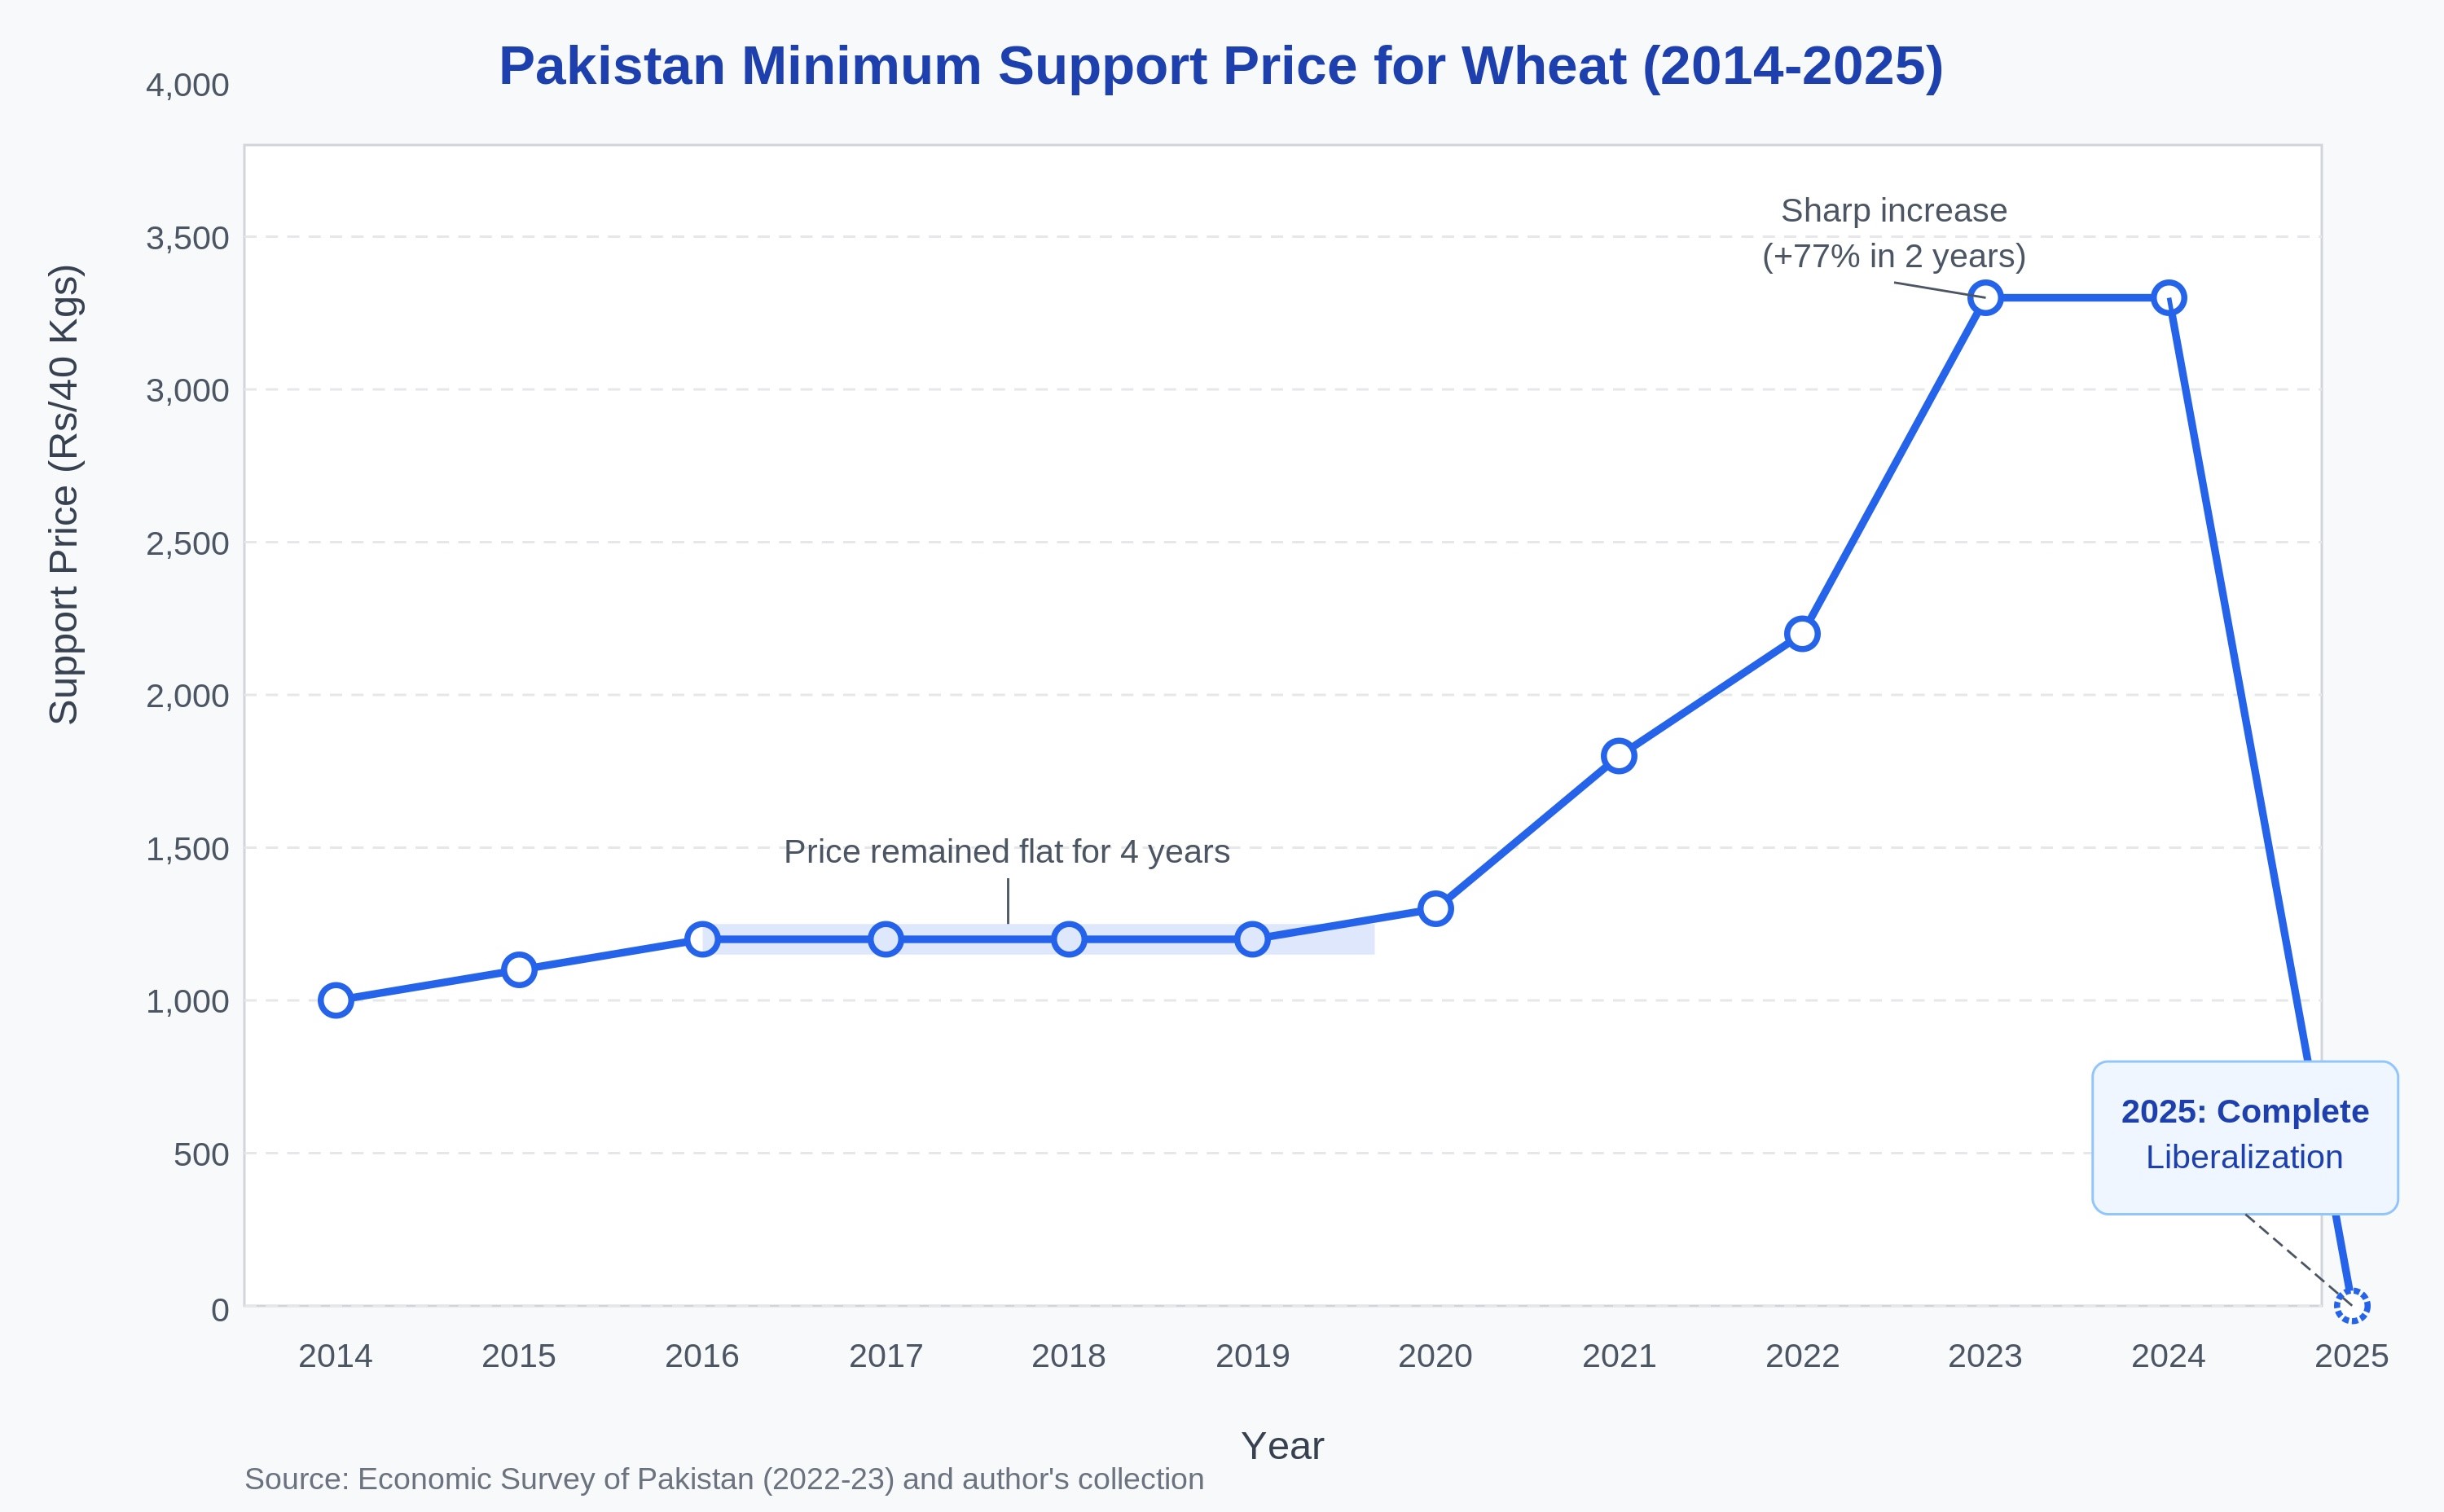 Pakistan Minimum Support Price for Wheat (2014-2025)
4,000
3,500
3,000
2,500
2,000
1,500
1,000
500
0
Support Price (Rs/40 Kgs)
Sharp increase
(+77% in 2 years)
Price remained flat for 4 years
2025: Complete
Liberalization
2014 2015 2016 2017 2018 2019 2020 2021 2022 2023 2024 2025
Year
Source: Economic Survey of Pakistan (2022-23) and author's collection